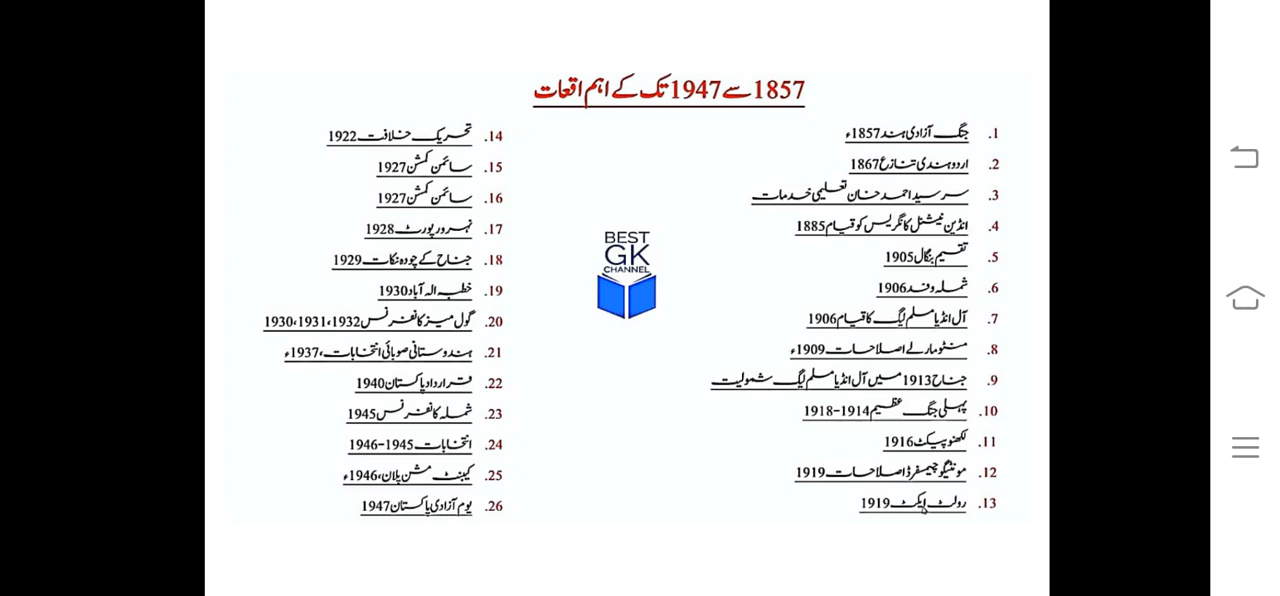 1857 سے 1947 تک کے اہم اقعات
1. جنگ آزادی ہند 1857ء
2. اردو ہندی تنازع 1867
3. سر سید احمد خان تعلیمی خدمات
4. انڈین نیشنل کانگریس کو قیام 1885
5. تقسیم بنگال 1905
6. شملہ وفد 1906
7. آل انڈیا مسلم لیگ کا قیام 1906
8. منٹو مارلے اصلاحات 1909ء
9. جناح 1913 میں آل انڈیا مسلم لیگ شمولیت
10. پہلی جنگ عظیم 1914-1918
11. لکھنو پیکٹ 1916
12. مونٹیگو چیمسفرڈ اصلاحات 1919
13. رولٹ ایکٹ 1919
14. تحریک خلافت 1922
15. سائمن کمشن 1927
16. سائمن کمشن 1927
17. نہرو رپورٹ 1928
18. جناح کے چودہ نکات 1929
19. خطبہ الہ آباد 1930
20. گول میز کانفرنس 1930،1931،1932
21. ہندوستانی صوبائی انتخابات، 1937ء
22. قرارداد پاکستان 1940
23. شملہ کانفرنس 1945
24. انتخابات 1945-1946
25. کیبنٹ مشن پلان، 1946ء
26. یوم آزادی پاکستان 1947
BEST
GK
CHANNEL